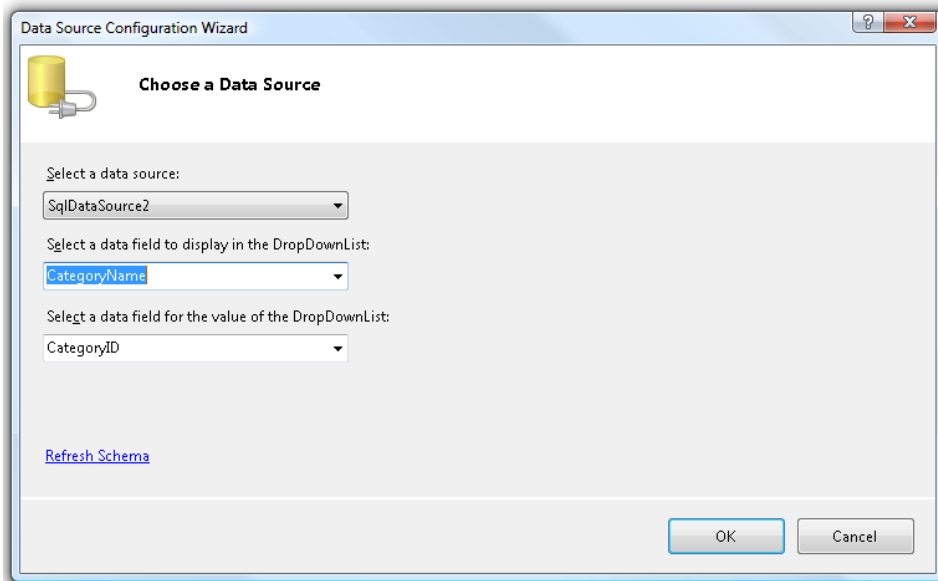 Data Source Configuration Wizard
?
Choose a Data Source
Select a data source:
SqlDataSource2
Select a data field to display in the DropDownList:
CategoryName
Select a data field for the value of the DropDownList:
CategoryID
Refresh Schema
OK
Cancel